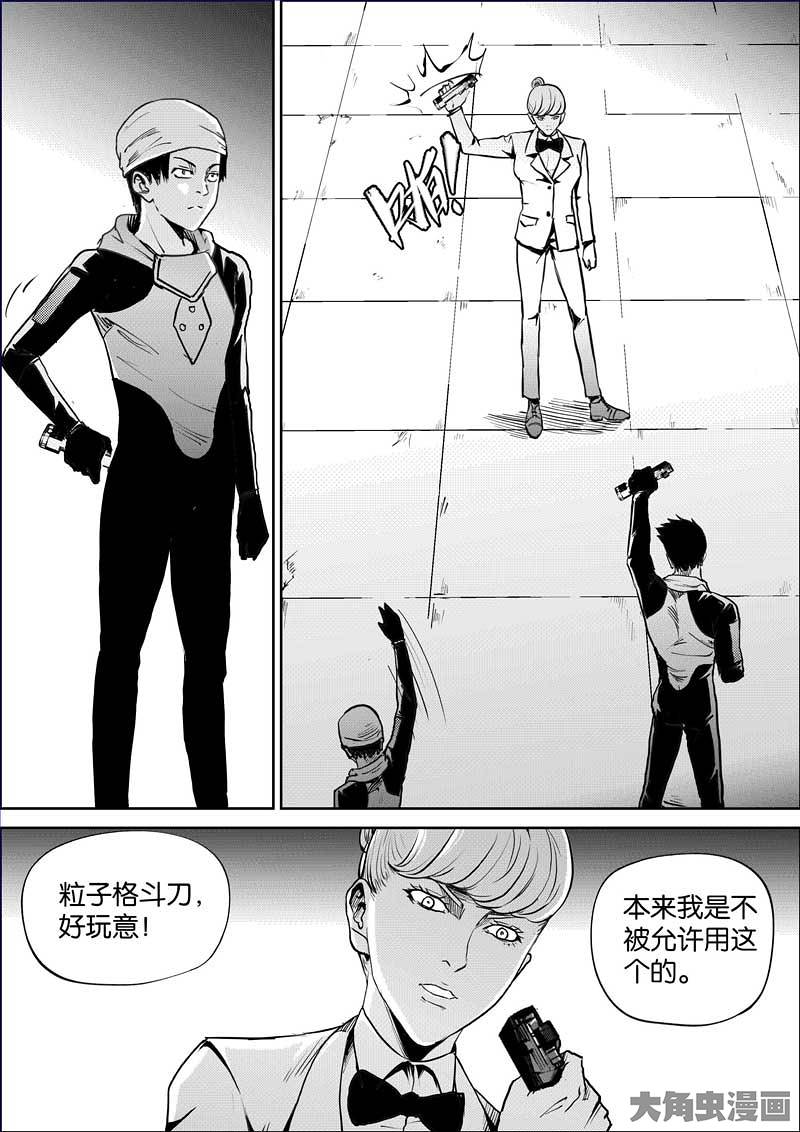 啪!
粒子格斗刀，
好玩意！
本来我是不
被允许用这
个的。
大角虫漫画